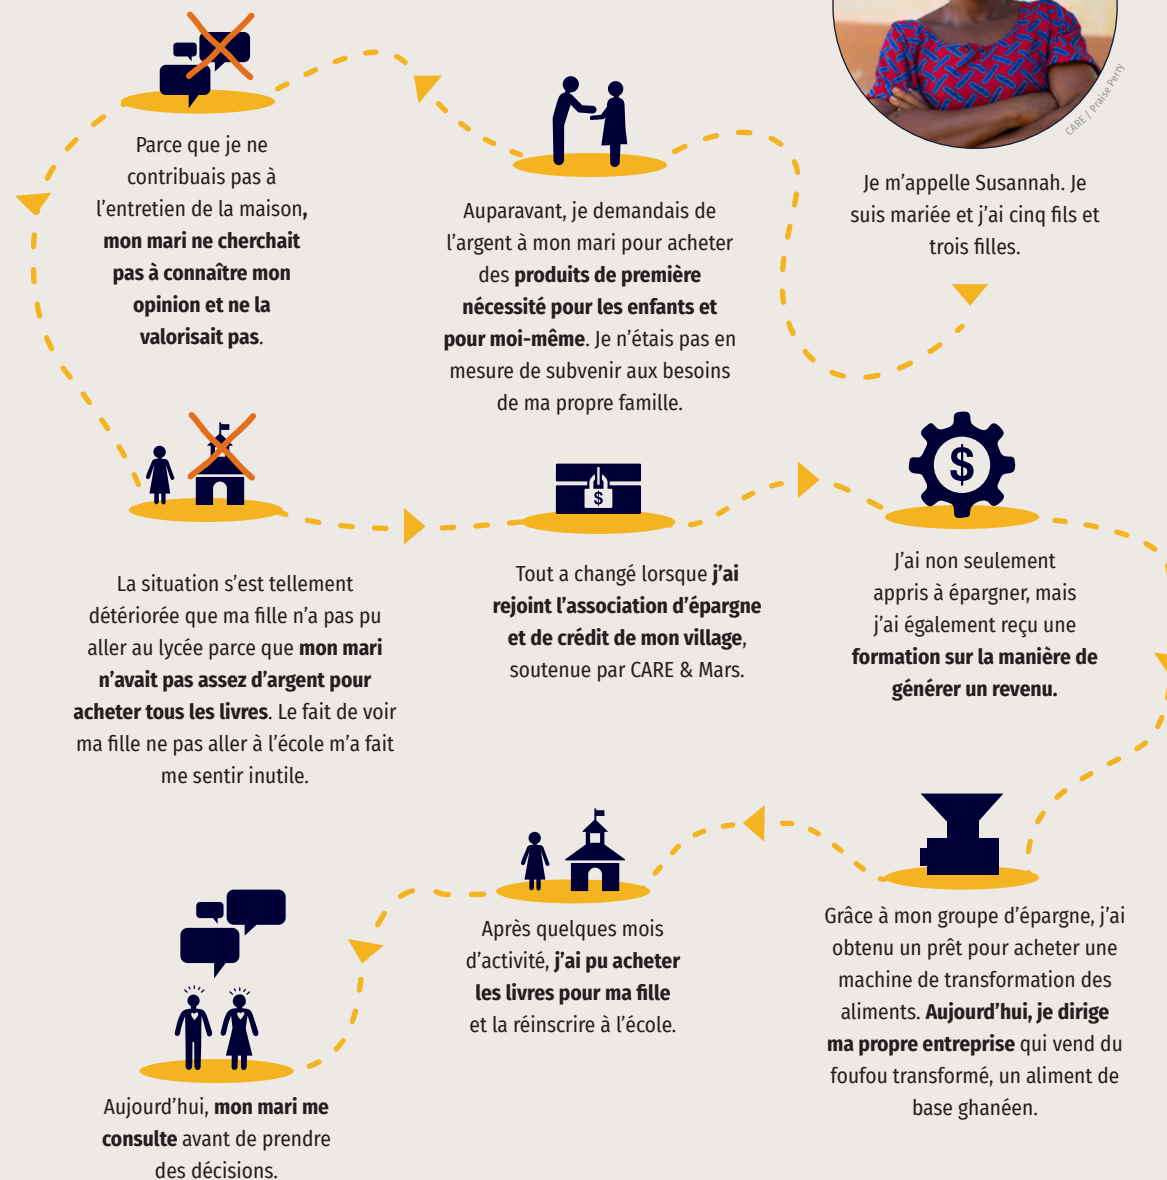 CARE / Praise Perry
Je m’appelle Susannah. Je
suis mariée et j’ai cinq fils et
trois filles.
Auparavant, je demandais de
l’argent à mon mari pour acheter
des produits de première
nécessité pour les enfants et
pour moi-même. Je n’étais pas en
mesure de subvenir aux besoins
de ma propre famille.
Parce que je ne
contribuais pas à
l’entretien de la maison,
mon mari ne cherchait
pas à connaître mon
opinion et ne la
valorisait pas.
La situation s’est tellement
détériorée que ma fille n’a pas pu
aller au lycée parce que mon mari
n’avait pas assez d’argent pour
acheter tous les livres. Le fait de voir
ma fille ne pas aller à l’école m’a fait
me sentir inutile.
$
Tout a changé lorsque j’ai
rejoint l’association d’épargne
et de crédit de mon village,
soutenue par CARE & Mars.
$
J’ai non seulement
appris à épargner, mais
j’ai également reçu une
formation sur la manière de
générer un revenu.
Grâce à mon groupe d’épargne, j’ai
obtenu un prêt pour acheter une
machine de transformation des
aliments. Aujourd’hui, je dirige
ma propre entreprise qui vend du
foufou transformé, un aliment de
base ghanéen.
Après quelques mois
d’activité, j’ai pu acheter
les livres pour ma fille
et la réinscrire à l’école.
Aujourd’hui, mon mari me
consulte avant de prendre
des décisions.